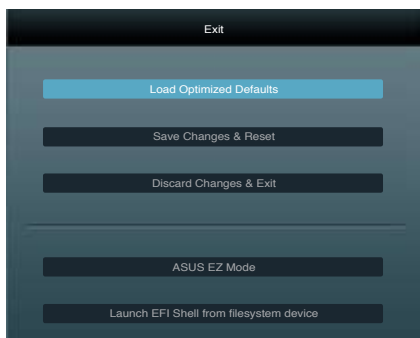 Exit
Load Optimized Defaults
Save Changes & Reset
Discard Changes & Exit
ASUS EZ Mode
Launch EFI Shell from filesystem device